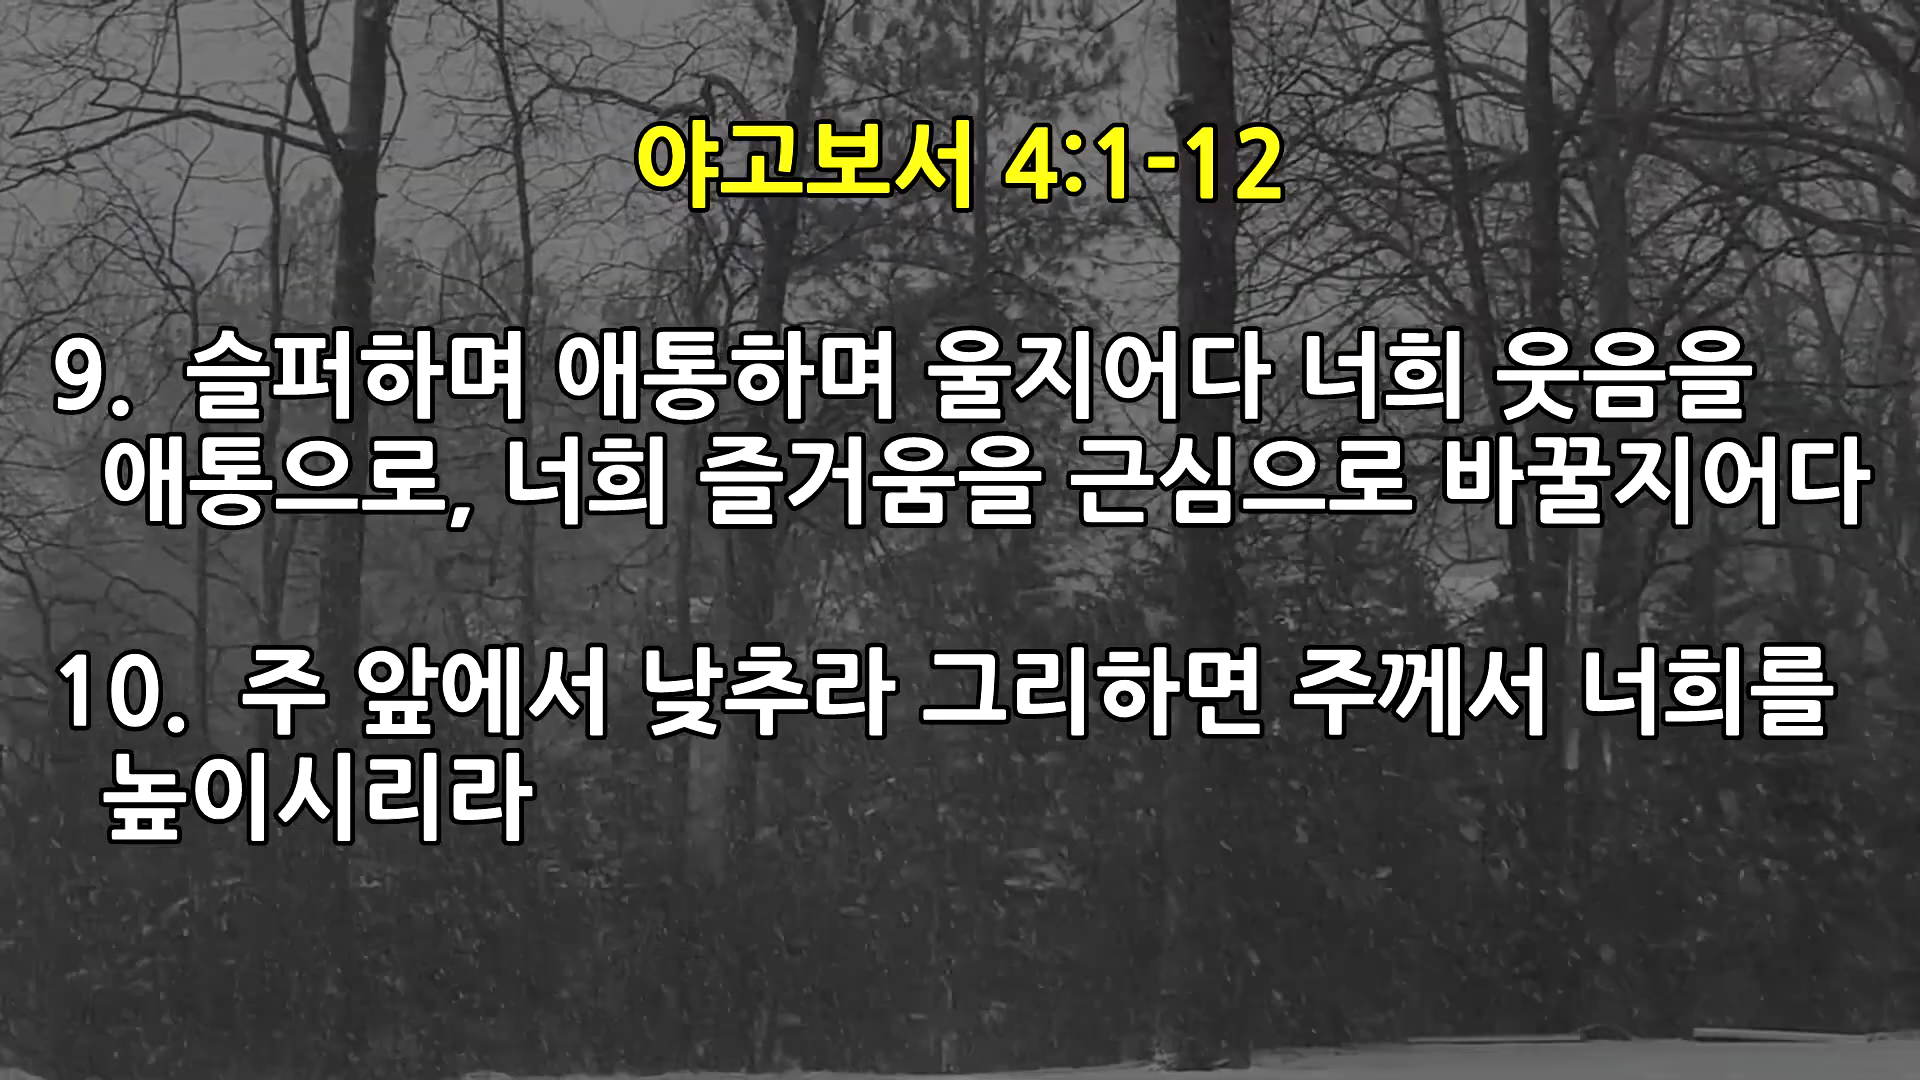 야고보서 4:1-12
9. 슬퍼하며 애통하며 울지어다 너희 웃음을
애통으로, 너희 즐거움을 근심으로 바꿀지어다
10. 주 앞에서 낮추라 그리하면 주께서 너희를
높이시리라